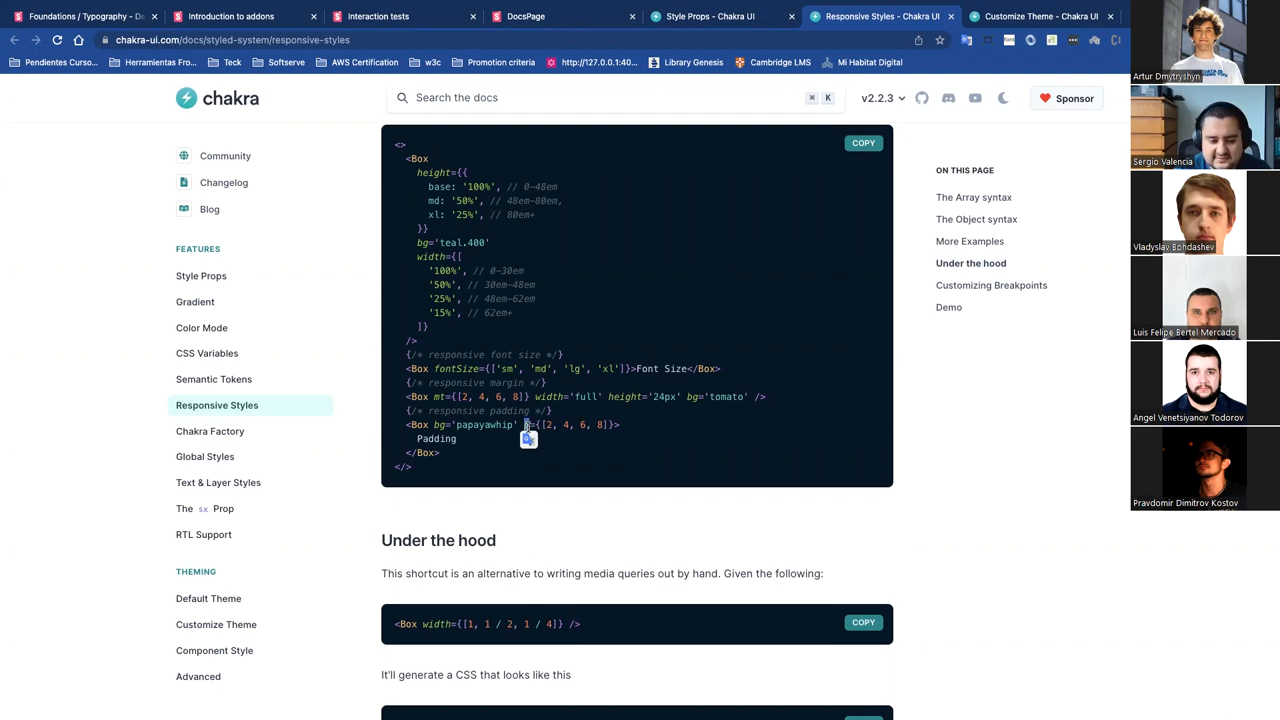 Foundations / Typography - De
Introduction to addons
Interaction tests
DocsPage
Style Props - Chakra UI
Responsive Styles - Chakra UI
Customize Theme - Chakra UI
chakra-ui.com/docs/styled-system/responsive-styles
Pendientes Curso...
Herramientas Fro...
Teck
Softserve
AWS Certification
w3c
Promotion criteria
http://127.0.0.1:40...
Library Genesis
Cambridge LMS
Mi Habitat Digital
chakra
Search the docs
⌘ K
v2.2.3
Sponsor
Community
Changelog
Blog
FEATURES
Style Props
Gradient
Color Mode
CSS Variables
Semantic Tokens
Responsive Styles
Chakra Factory
Global Styles
Text & Layer Styles
The sx Prop
RTL Support
THEMING
Default Theme
Customize Theme
Component Style
Advanced
COPY
<>
<Box
height={{
base: '100%', // 0-48em
md: '50%', // 48em-80em,
xl: '25%', // 80em+
}}
bg='teal.400'
width={[
'100%', // 0-30em
'50%', // 30em-48em
'25%', // 48em-62em
'15%', // 62em+
]}
/>
{/* responsive font size */}
<Box fontSize={['sm', 'md', 'lg', 'xl']}>Font Size</Box>
{/* responsive margin */}
<Box mt={[2, 4, 6, 8]} width='full' height='24px' bg='tomato' />
{/* responsive padding */}
<Box bg='papayawhip' p={[2, 4, 6, 8]}>
Padding
</Box>
</>
Under the hood
This shortcut is an alternative to writing media queries out by hand. Given the following:
<Box width={[1, 1 / 2, 1 / 4]} />
COPY
It'll generate a CSS that looks like this
ON THIS PAGE
The Array syntax
The Object syntax
More Examples
Under the hood
Customizing Breakpoints
Demo
Artur Dmytryshyn
Sergio Valencia
Vladyslav Bohdashev
Luis Felipe Bertel Mercado
Angel Venetsiyanov Todorov
Pravdomir Dimitrov Kostov